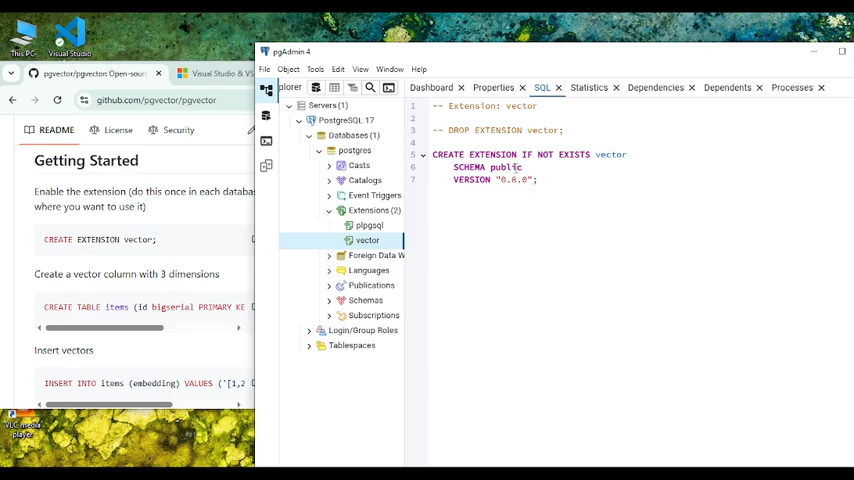 This PC
Visual Studio
pgvector/pgvector: Open-sourc
Visual Studio & VS
github.com/pgvector/pgvector
README
License
Security
Getting Started
Enable the extension (do this once in each databas
where you want to use it)
CREATE EXTENSION vector;
Create a vector column with 3 dimensions
CREATE TABLE items (id bigserial PRIMARY KE
Insert vectors
INSERT INTO items (embedding) VALUES ('[1,2
VLC media
player
pgAdmin 4
File Object Tools Edit View Window Help
plorer
Servers (1)
PostgreSQL 17
Databases (1)
postgres
Casts
Catalogs
Event Triggers
Extensions (2)
plpgsql
vector
Foreign Data W
Languages
Publications
Schemas
Subscriptions
Login/Group Roles
Tablespaces
Dashboard Properties SQL Statistics Dependencies Dependents Processes
1 -- Extension: vector
2
3 -- DROP EXTENSION vector;
4
5 CREATE EXTENSION IF NOT EXISTS vector
6 SCHEMA public
7 VERSION "0.8.0";